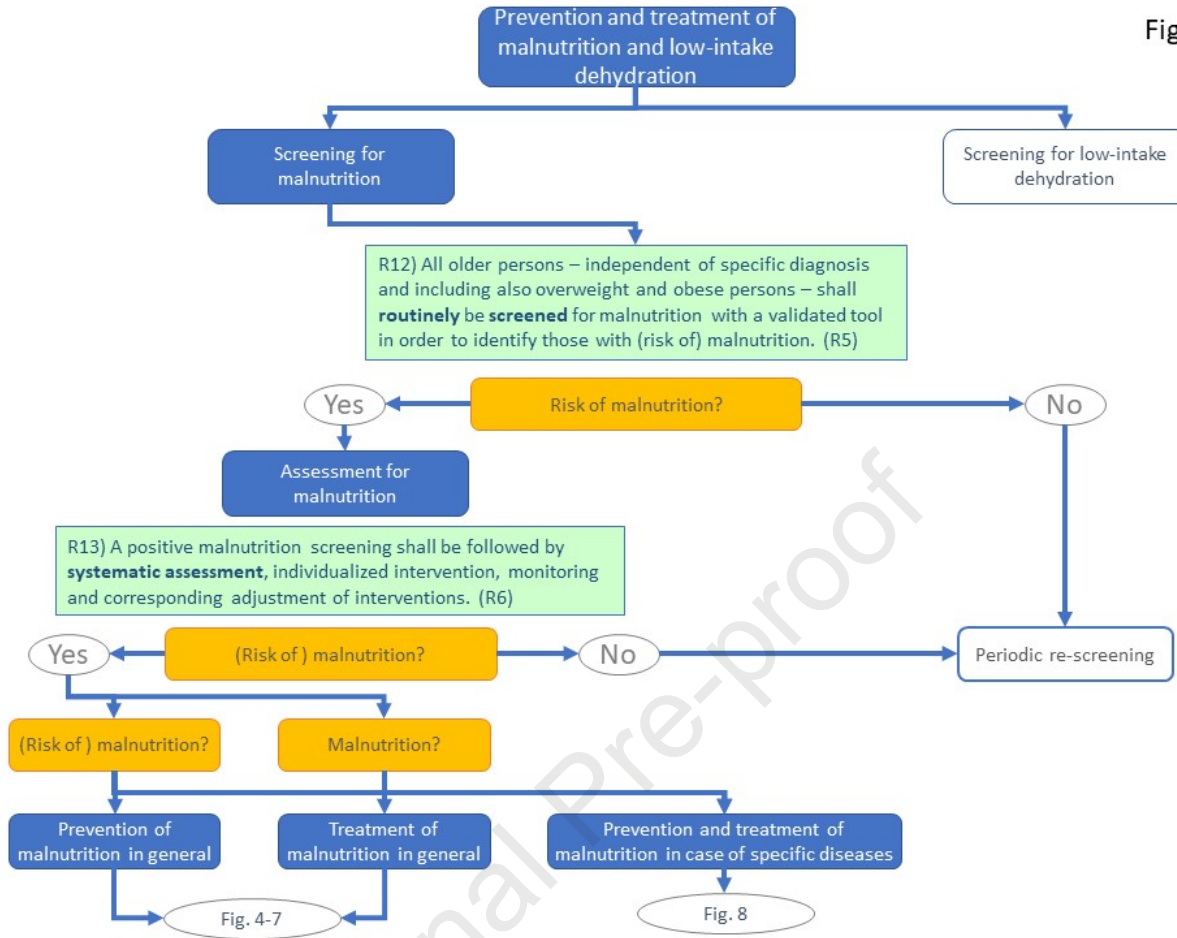 Prevention and treatment of
malnutrition and low-intake
dehydration
Fig
Screening for
malnutrition
Screening for low-intake
dehydration
R12) All older persons – independent of specific diagnosis
and including also overweight and obese persons – shall
routinely be screened for malnutrition with a validated tool
in order to identify those with (risk of) malnutrition. (R5)
Yes
Risk of malnutrition?
No
Assessment for
malnutrition
R13) A positive malnutrition screening shall be followed by
systematic assessment, individualized intervention, monitoring
and corresponding adjustment of interventions. (R6)
Yes
(Risk of ) malnutrition?
No
Periodic re-screening
(Risk of ) malnutrition?
Malnutrition?
Prevention of
malnutrition in general
Treatment of
malnutrition in general
Prevention and treatment of
malnutrition in case of specific diseases
Fig. 4-7
Fig. 8
nal Pre-proof